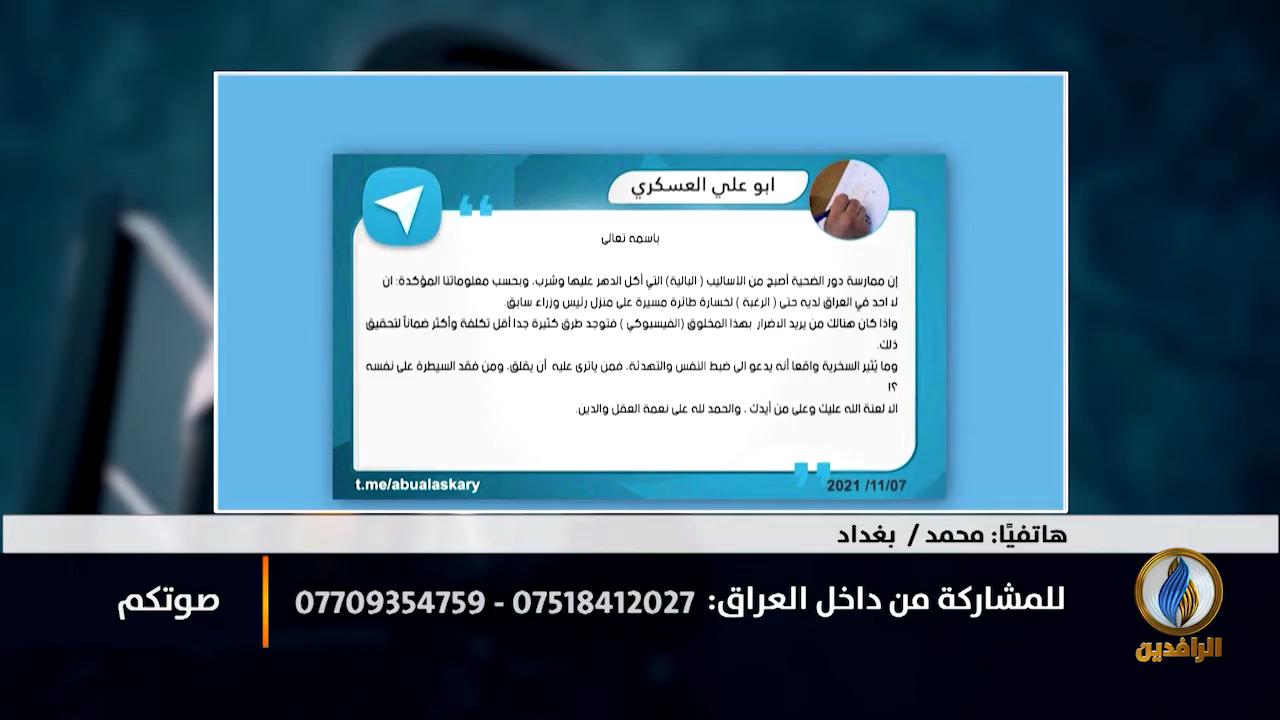 ابو علي العسكري
باسمه تعالى
إن ممارسة دور الضحية أصبح من الأساليب ( البالية) التي أكل الدهر عليها وشرب، وبحسب معلوماتنا المؤكدة: ان
لا احد في العراق لديه حتى ( الرغبة ) لخسارة طائرة مسيرة على منزل رئيس وزراء سابق.
واذا كان هنالك من يريد الاضرار بهذا المخلوق (الفيسبوكي ) فتوجد طرق كثيرة جدا أقل تكلفة وأكثر ضماناً لتحقيق
ذلك.
وما يُثير السخرية واقعا أنه يدعو الى ضبط النفس والتهدئة، فمن ياترى عليه أن يقلق، ومن فقد السيطرة على نفسه
؟!
الا لعنة الله عليك وعلى من أيدك ، والحمد لله على نعمة العقل والدين.
t.me/abualaskary
2021 /11/07
هاتفيًا: محمد / بغداد
للمشاركة من داخل العراق: 07518412027 - 07709354759
صوتكم
الرافدين